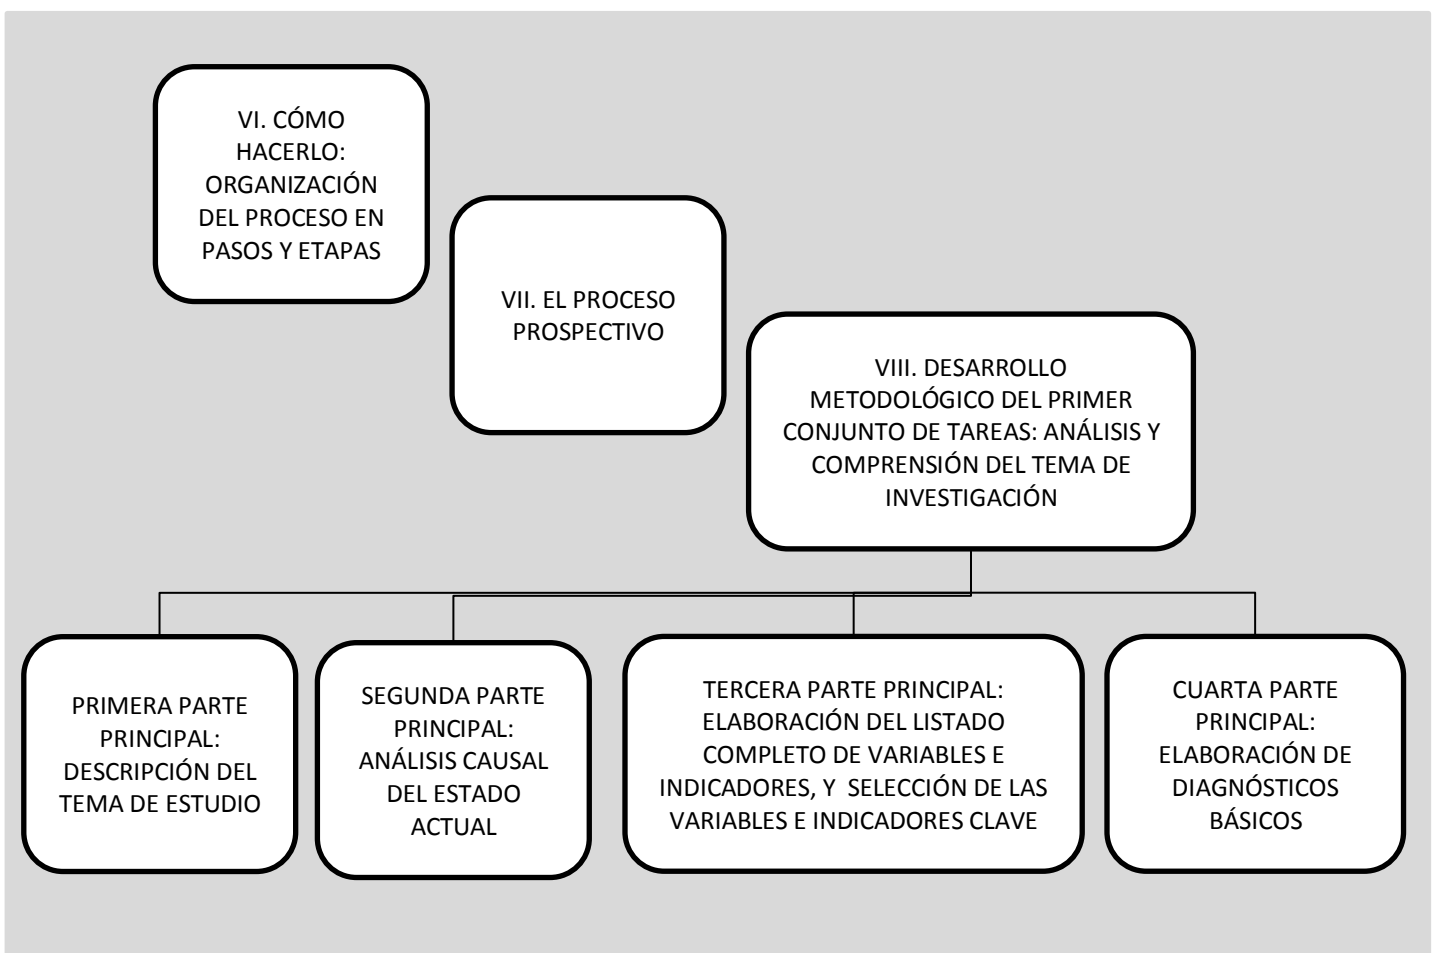 VI. CÓMO
HACERLO:
ORGANIZACIÓN
DEL PROCESO EN
PASOS Y ETAPAS
VII. EL PROCESO
PROSPECTIVO
VIII. DESARROLLO
METODOLÓGICO DEL PRIMER
CONJUNTO DE TAREAS: ANÁLISIS Y
COMPRENSIÓN DEL TEMA DE
INVESTIGACIÓN
PRIMERA PARTE
PRINCIPAL:
DESCRIPCIÓN DEL
TEMA DE ESTUDIO
SEGUNDA PARTE
PRINCIPAL:
ANÁLISIS CAUSAL
DEL ESTADO
ACTUAL
TERCERA PARTE PRINCIPAL:
ELABORACIÓN DEL LISTADO
COMPLETO DE VARIABLES E
INDICADORES, Y  SELECCIÓN DE LAS
VARIABLES E INDICADORES CLAVE
CUARTA PARTE
PRINCIPAL:
ELABORACIÓN DE
DIAGNÓSTICOS
BÁSICOS